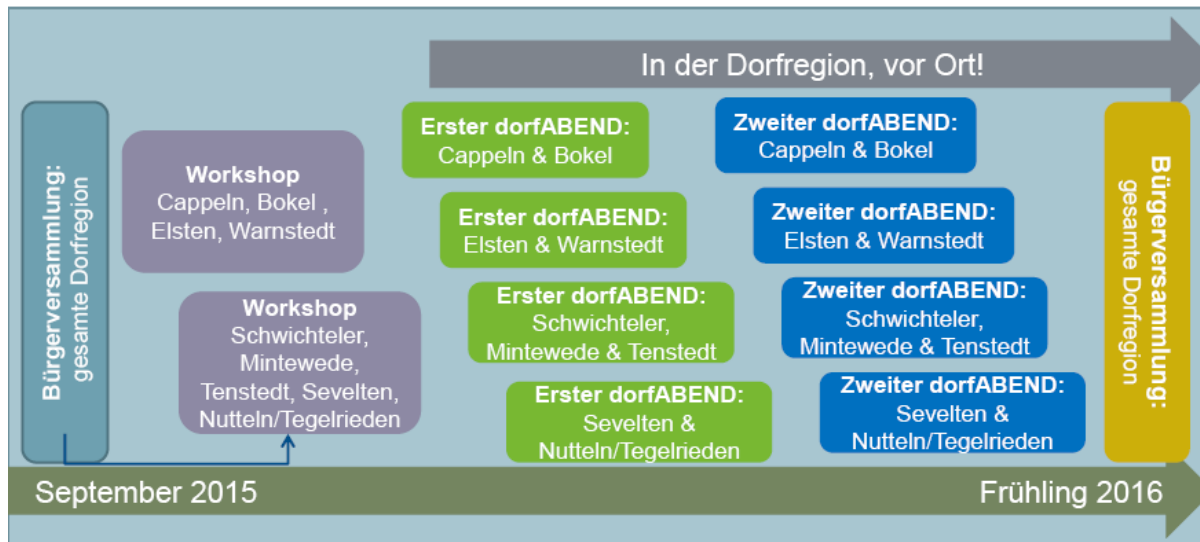 In der Dorfregion, vor Ort!
Bürgerversammlung:
gesamte Dorfregion
Workshop
Cappeln, Bokel ,
Elsten, Warnstedt
Workshop
Schwichteler,
Mintewede,
Tenstedt, Sevelten,
Nutteln/Tegelrieden
Erster dorfABEND:
Cappeln & Bokel
Erster dorfABEND:
Elsten & Warnstedt
Erster dorfABEND:
Schwichteler,
Mintewede & Tenstedt
Erster dorfABEND:
Sevelten &
Nutteln/Tegelrieden
Zweiter dorfABEND:
Cappeln & Bokel
Zweiter dorfABEND:
Elsten & Warnstedt
Zweiter dorfABEND:
Schwichteler,
Mintewede & Tenstedt
Zweiter dorfABEND:
Sevelten &
Nutteln/Tegelrieden
Bürgerversammlung:
gesamte Dorfregion
September 2015
Frühling 2016